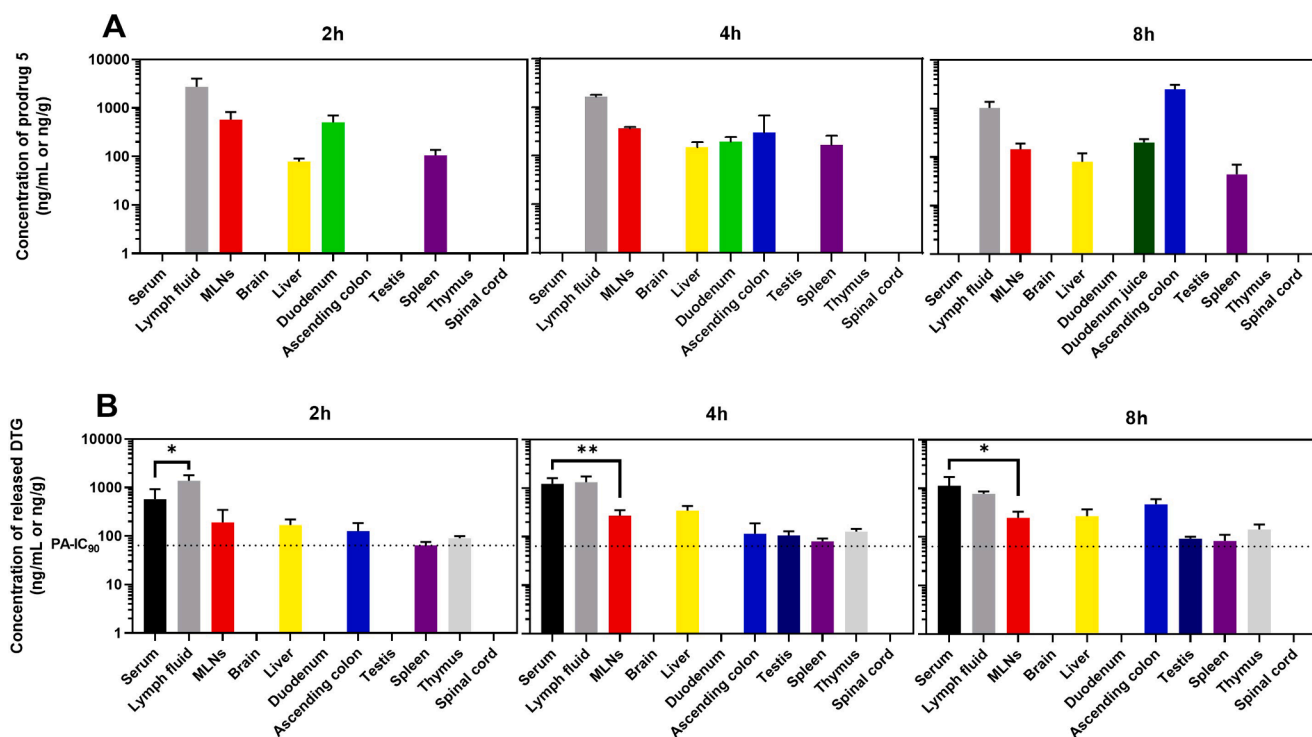 A
2h
4h
8h
Concentration of prodrug 5
(ng/mL or ng/g)
10000
1000
100
10
1
Serum
Lymph fluid
MLNs
Brain
Liver
Duodenum
Ascending colon
Testis
Spleen
Thymus
Spinal cord
Serum
Lymph fluid
MLNs
Brain
Liver
Duodenum
Ascending colon
Testis
Spleen
Thymus
Spinal cord
Serum
Lymph fluid
MLNs
Brain
Liver
Duodenum
Duodenum juice
Ascending colon
Testis
Spleen
Thymus
Spinal cord
B
2h
4h
8h
Concentration of released DTG
(ng/mL or ng/g)
10000
1000
100
PA-IC90
10
1
*
**
*
Serum
Lymph fluid
MLNs
Brain
Liver
Duodenum
Ascending colon
Testis
Spleen
Thymus
Spinal cord
Serum
Lymph fluid
MLNs
Brain
Liver
Duodenum
Ascending colon
Testis
Spleen
Thymus
Spinal cord
Serum
Lymph fluid
MLNs
Brain
Liver
Duodenum
Ascending colon
Testis
Spleen
Thymus
Spinal cord